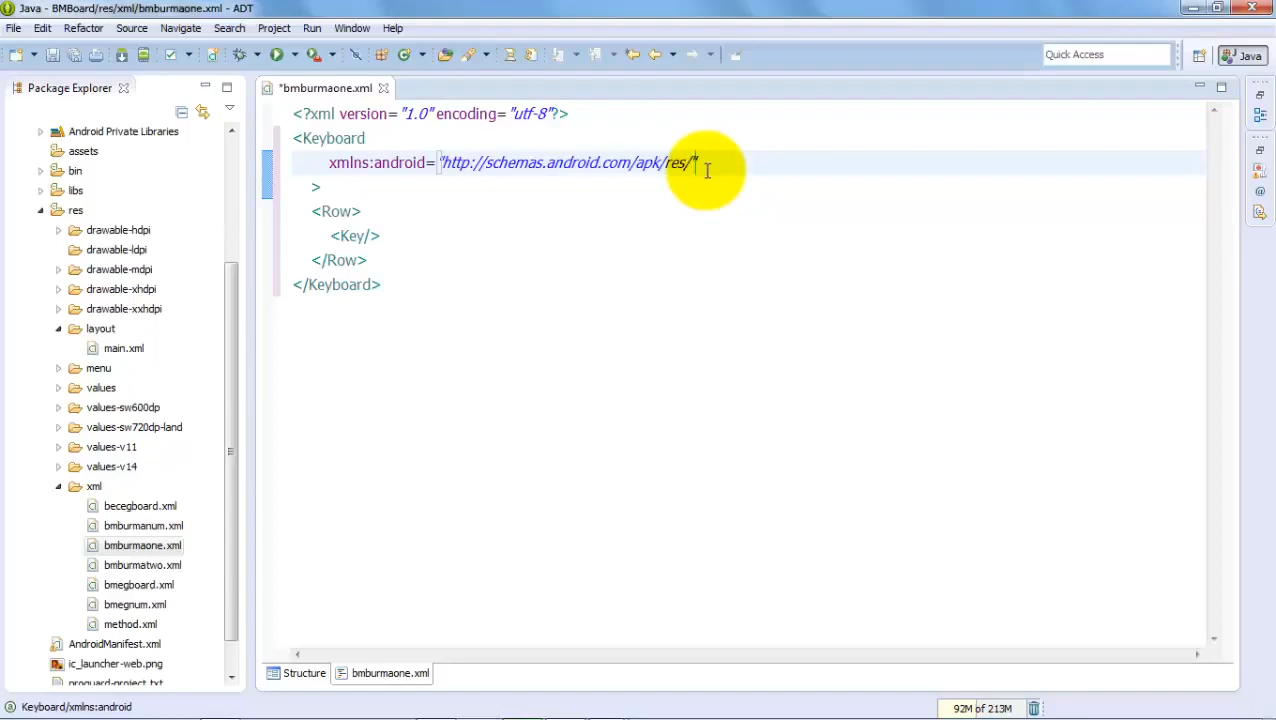 Java - BMBoard/res/xml/bmburmaone.xml - ADT
File Edit Refactor Source Navigate Search Project Run Window Help
Quick Access
Java
Package Explorer
Android Private Libraries
assets
bin
libs
res
drawable-hdpi
drawable-ldpi
drawable-mdpi
drawable-xhdpi
drawable-xxhdpi
layout
main.xml
menu
values
values-sw600dp
values-sw720dp-land
values-v11
values-v14
xml
becegboard.xml
bmburmanum.xml
bmburmaone.xml
bmburmatwo.xml
bmegboard.xml
bmegnum.xml
method.xml
AndroidManifest.xml
ic_launcher-web.png
proguard-project.txt
*bmburmaone.xml
<?xml version="1.0" encoding="utf-8"?>
<Keyboard
xmlns:android="http://schemas.android.com/apk/res/"
>
<Row>
<Key/>
</Row>
</Keyboard>
Structure
bmburmaone.xml
Keyboard/xmlns:android
92M of 213M